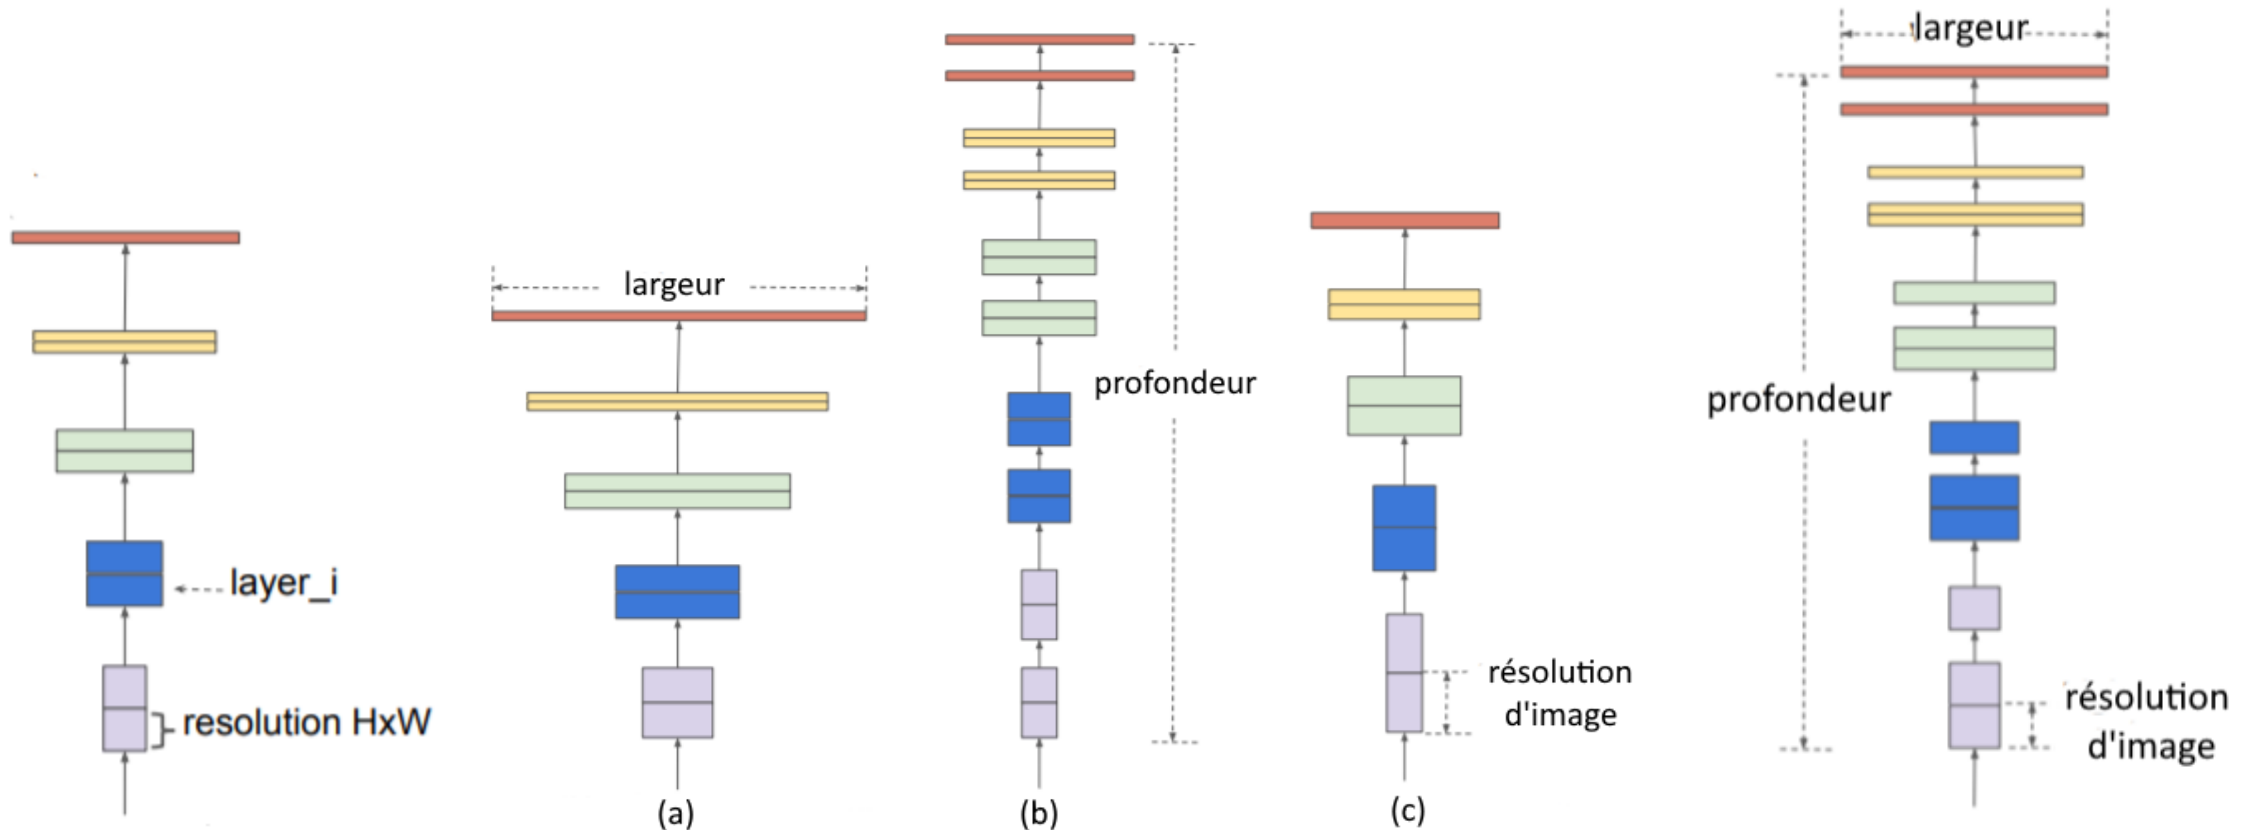 layer_i
resolution HxW
largeur
(a)
profondeur
(b)
résolution
d'image
(c)
largeur
profondeur
résolution
d'image